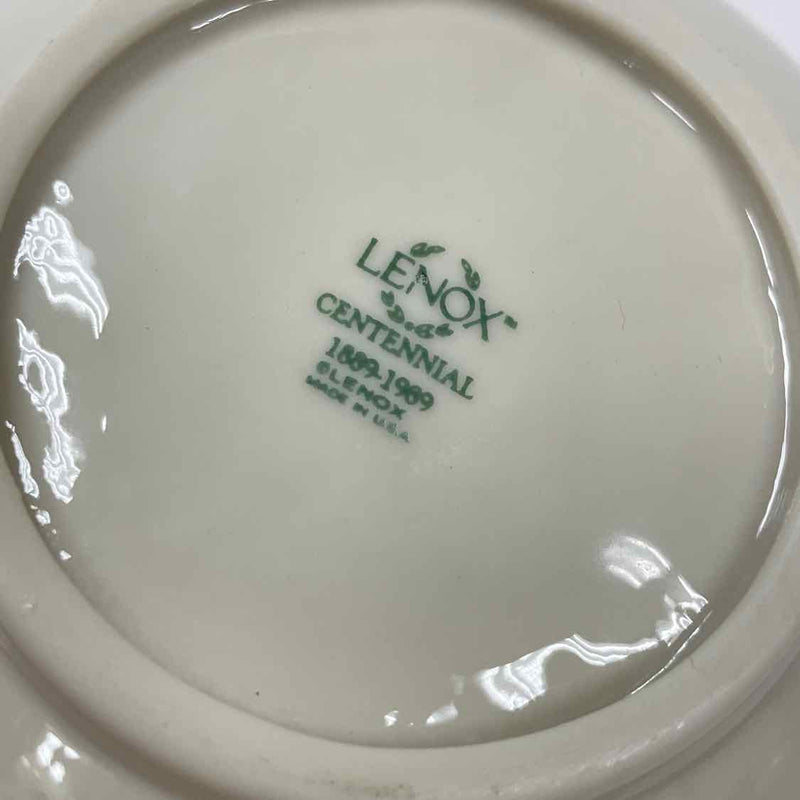 LENOX™
CENTENNIAL
1889-1989
©LENOX
MADE IN U.S.A.